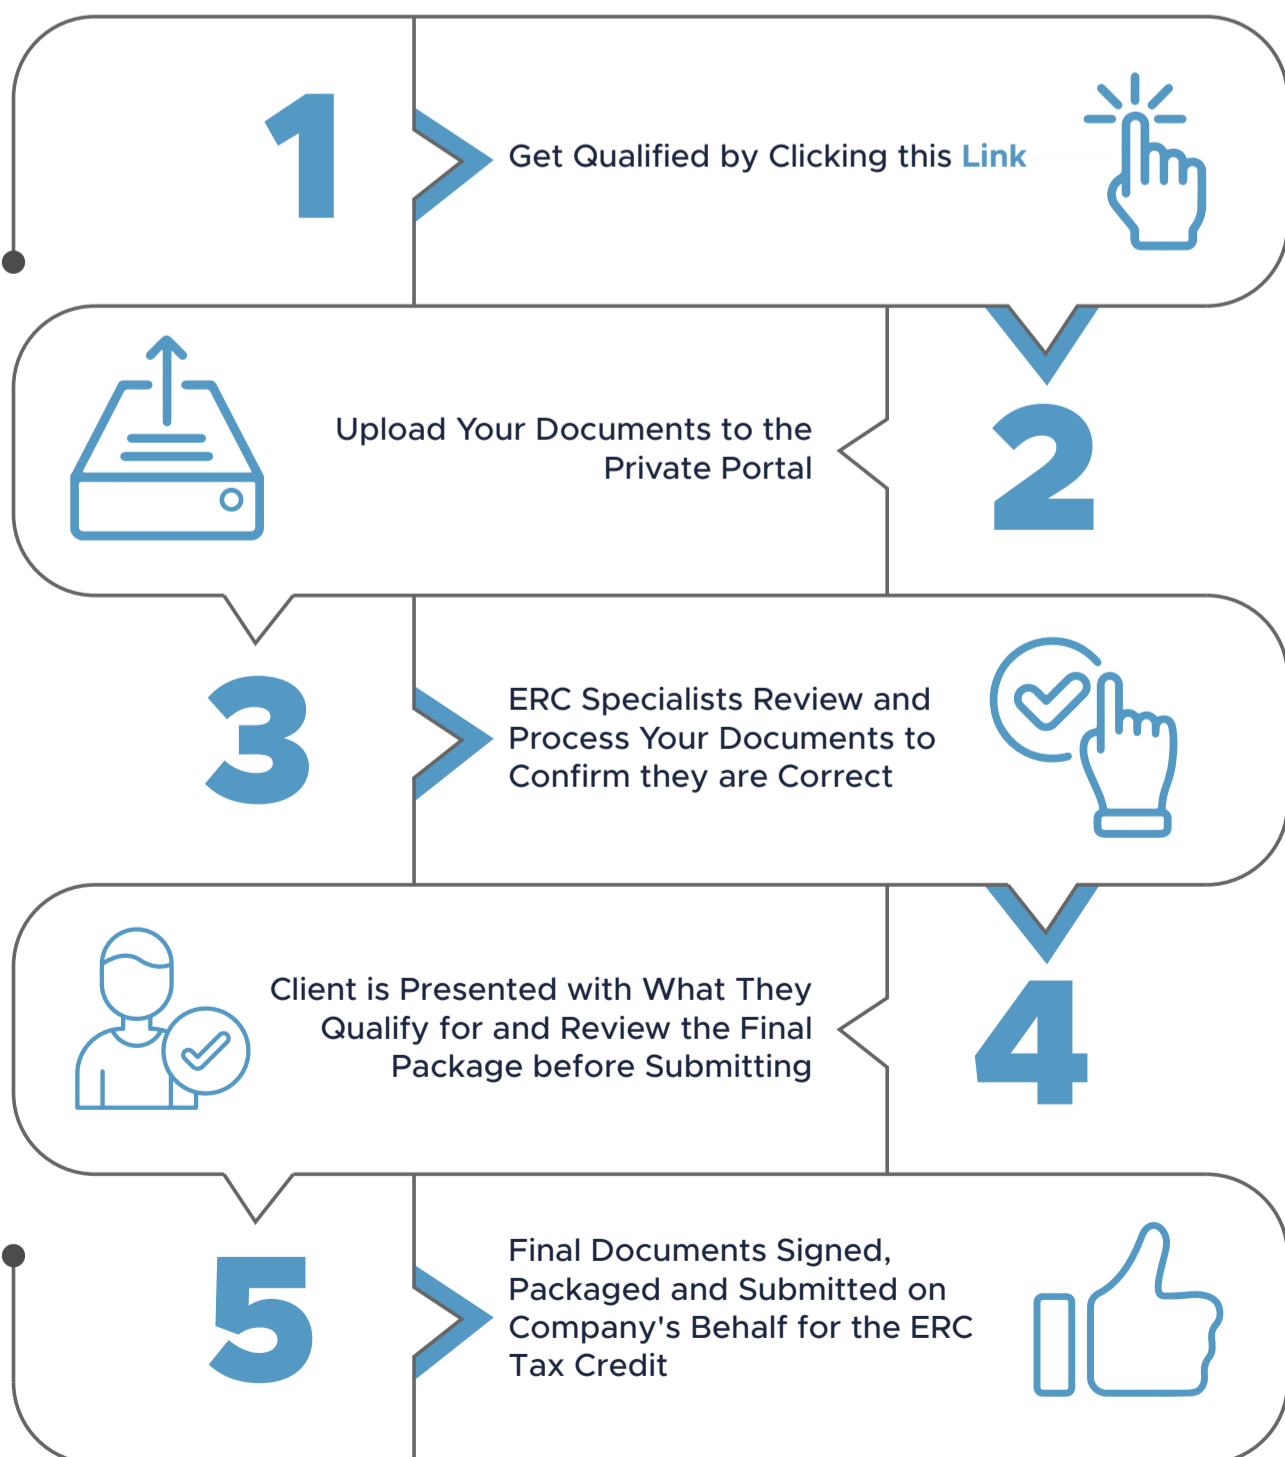 1
Get Qualified by Clicking this Link
Upload Your Documents to the
Private Portal
2
3
ERC Specialists Review and
Process Your Documents to
Confirm they are Correct
Client is Presented with What They
Qualify for and Review the Final
Package before Submitting
4
5
Final Documents Signed,
Packaged and Submitted on
Company's Behalf for the ERC
Tax Credit